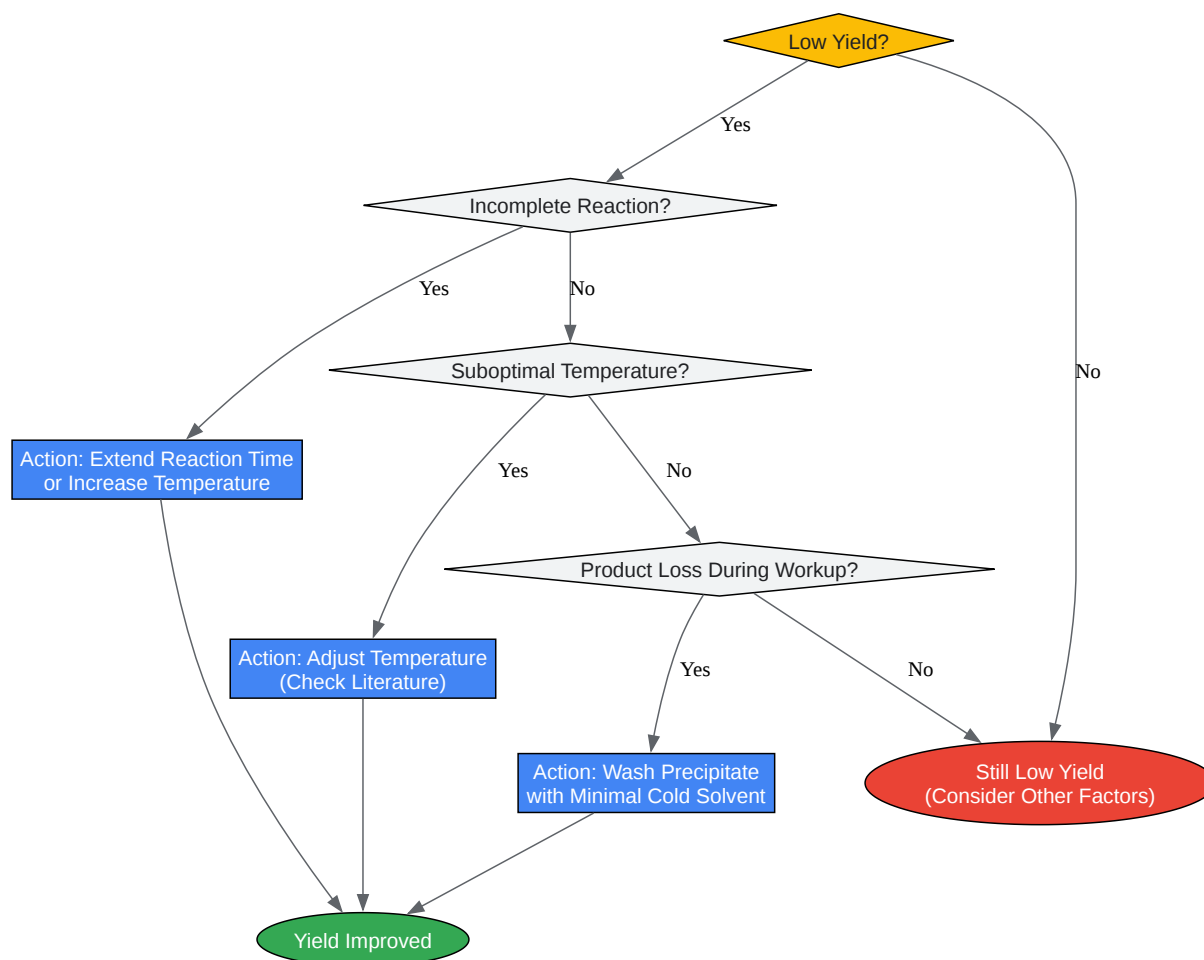 Low Yield?
Yes
Incomplete Reaction?
Yes
No
Suboptimal Temperature?
No
Action: Extend Reaction Time
or Increase Temperature
Yes
No
Product Loss During Workup?
Action: Adjust Temperature
(Check Literature)
Yes
No
Action: Wash Precipitate
with Minimal Cold Solvent
Still Low Yield
(Consider Other Factors)
Yield Improved